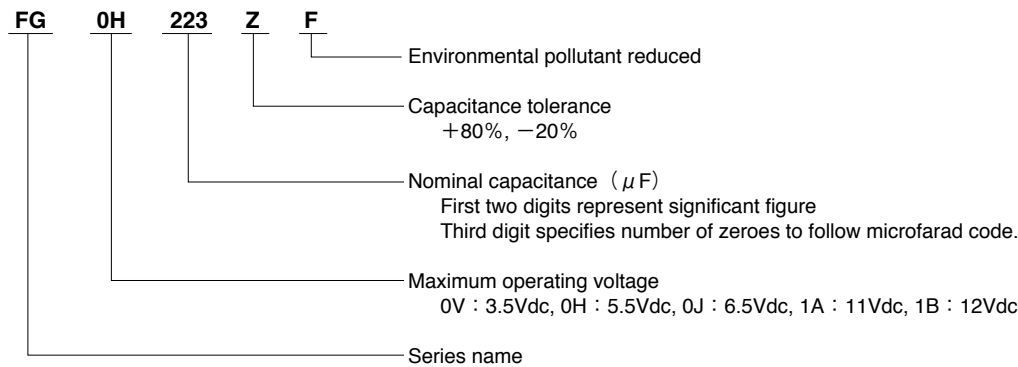 FG 0H 223 Z F
Environmental pollutant reduced
Capacitance tolerance
+80%, −20%
Nominal capacitance (μF)
First two digits represent significant figure
Third digit specifies number of zeroes to follow microfarad code.
Maximum operating voltage
0V : 3.5Vdc, 0H : 5.5Vdc, 0J : 6.5Vdc, 1A : 11Vdc, 1B : 12Vdc
Series name